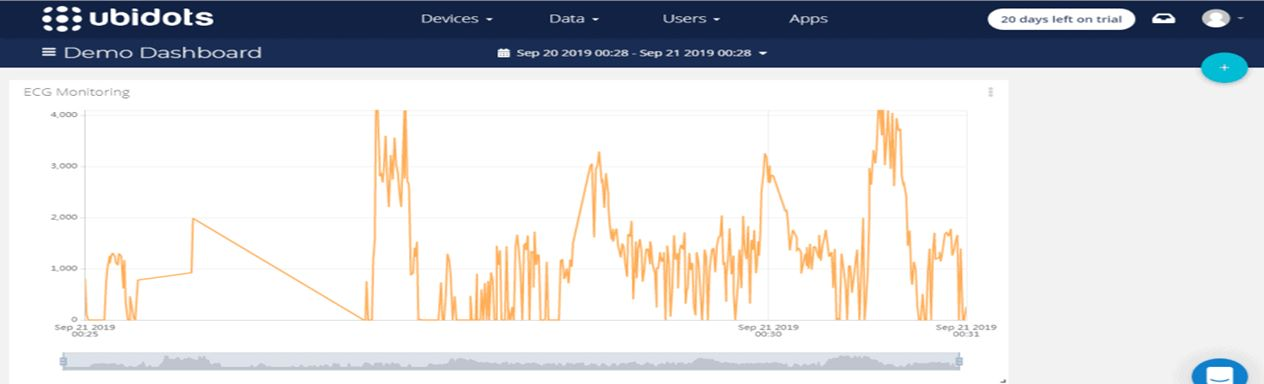 ubidots
Devices
Data
Users
Apps
20 days left on trial
Demo Dashboard
Sep 20 2019 00:28 - Sep 21 2019 00:28
+
ECG Monitoring
4,000
3,000
2,000
1,000
0
Sep 21 2019
00:25
Sep 21 2019
00:30
Sep 21 2019
00:31